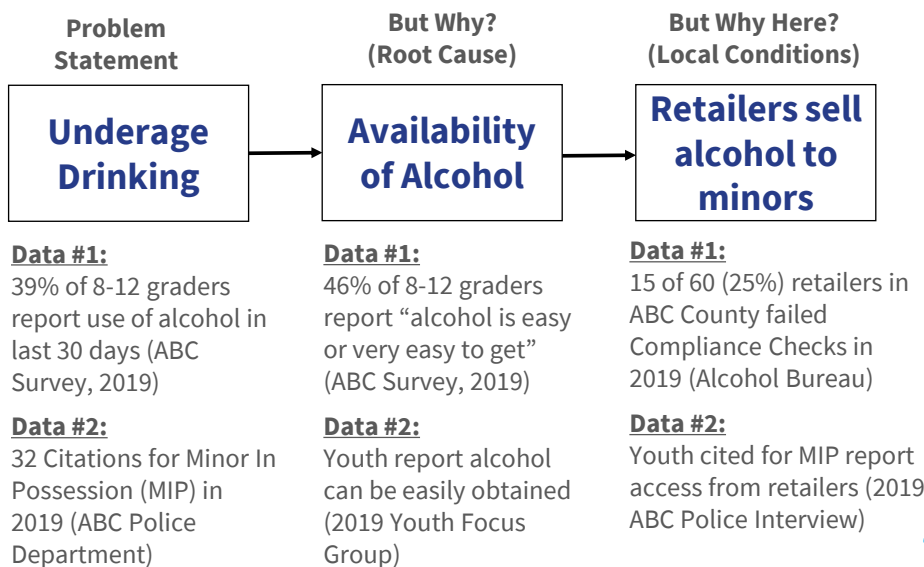 Problem
Statement
But Why?
(Root Cause)
But Why Here?
(Local Conditions)
Underage
Drinking
Availability
of Alcohol
Retailers sell
alcohol to
minors
Data #1:
39% of 8-12 graders
report use of alcohol in
last 30 days (ABC
Survey, 2019)
Data #2:
32 Citations for Minor In
Possession (MIP) in
2019 (ABC Police
Department)
Data #1:
46% of 8-12 graders
report “alcohol is easy
or very easy to get”
(ABC Survey, 2019)
Data #2:
Youth report alcohol
can be easily obtained
(2019 Youth Focus
Group)
Data #1:
15 of 60 (25%) retailers in
ABC County failed
Compliance Checks in
2019 (Alcohol Bureau)
Data #2:
Youth cited for MIP report
access from retailers (2019
ABC Police Interview)